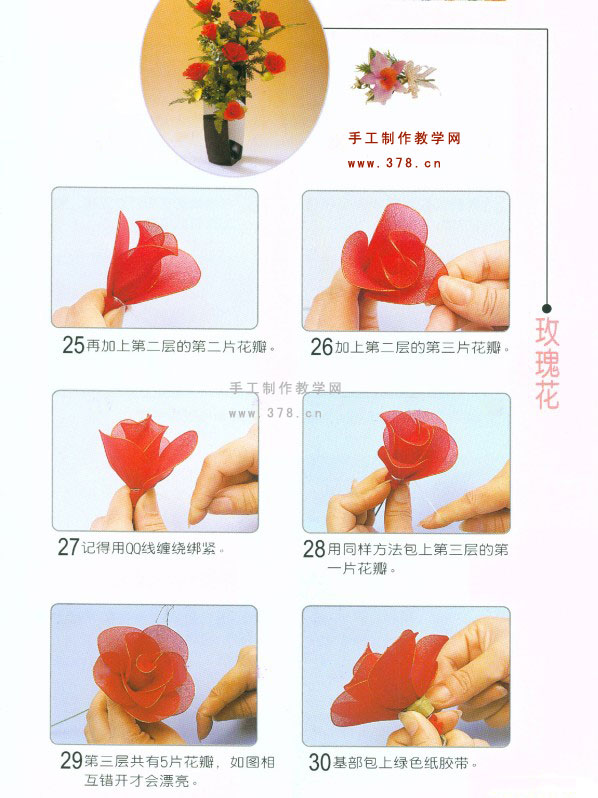 手工制作教学网
www.378.cn
25再加上第二层的第二片花瓣。
26加上第二层的第三片花瓣。
玫瑰花
手工制作教学网
www.378.cn
27记得用OO线缠绕绑紧。
28用同样方法包上第三层的第
一片花瓣。
29第三层共有5片花瓣，如图相
互错开才会漂亮。
30基部包上绿色纸胶带。